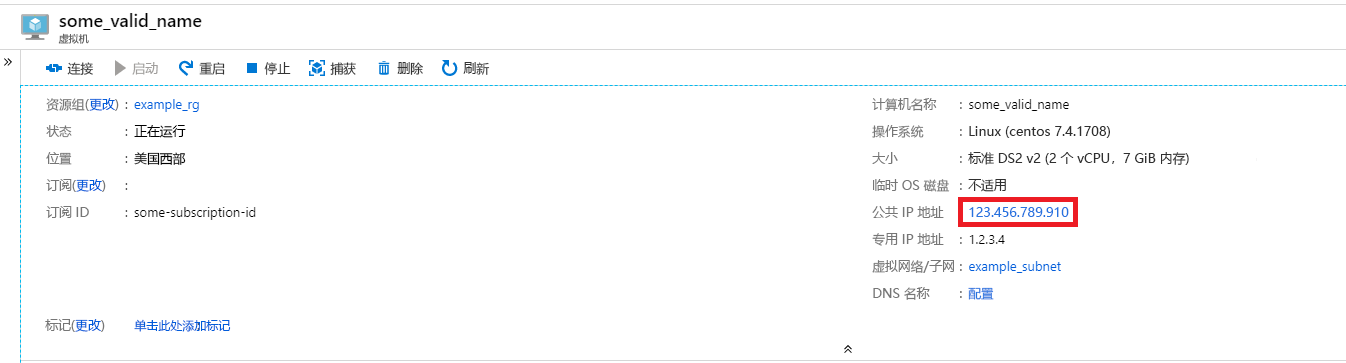 some_valid_name
虚拟机
» 连接 启动 重启 停止 捕获 删除 刷新
资源组(更改) : example_rg
状态 : 正在运行
位置 : 美国西部
订阅(更改) :
订阅 ID : some-subscription-id
标记(更改) 单击此处添加标记
计算机名称 : some_valid_name
操作系统 : Linux (centos 7.4.1708)
大小 : 标准 DS2 v2 (2 个 vCPU，7 GiB 内存)
临时 OS 磁盘 : 不适用
公共 IP 地址 : 123.456.789.910
专用 IP 地址 : 1.2.3.4
虚拟网络/子网 : example_subnet
DNS 名称 : 配置